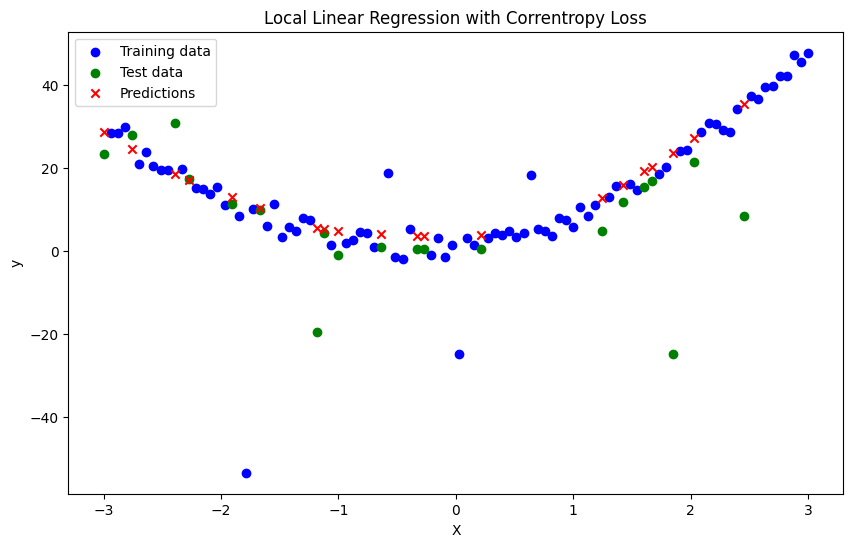 Local Linear Regression with Correntropy Loss
Training data
Test data
Predictions
y
40
20
0
−20
−40
−3
−2
−1
0
1
2
3
X